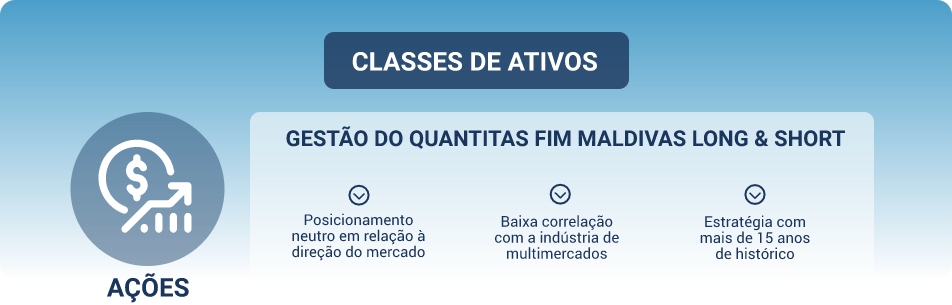 CLASSES DE ATIVOS
GESTÃO DO QUANTITAS FIM MALDIVAS LONG & SHORT
Posicionamento
neutro em relação à
direção do mercado
Baixa correlação
com a indústria de
multimercados
Estratégia com
mais de 15 anos
de histórico
$
AÇÕES